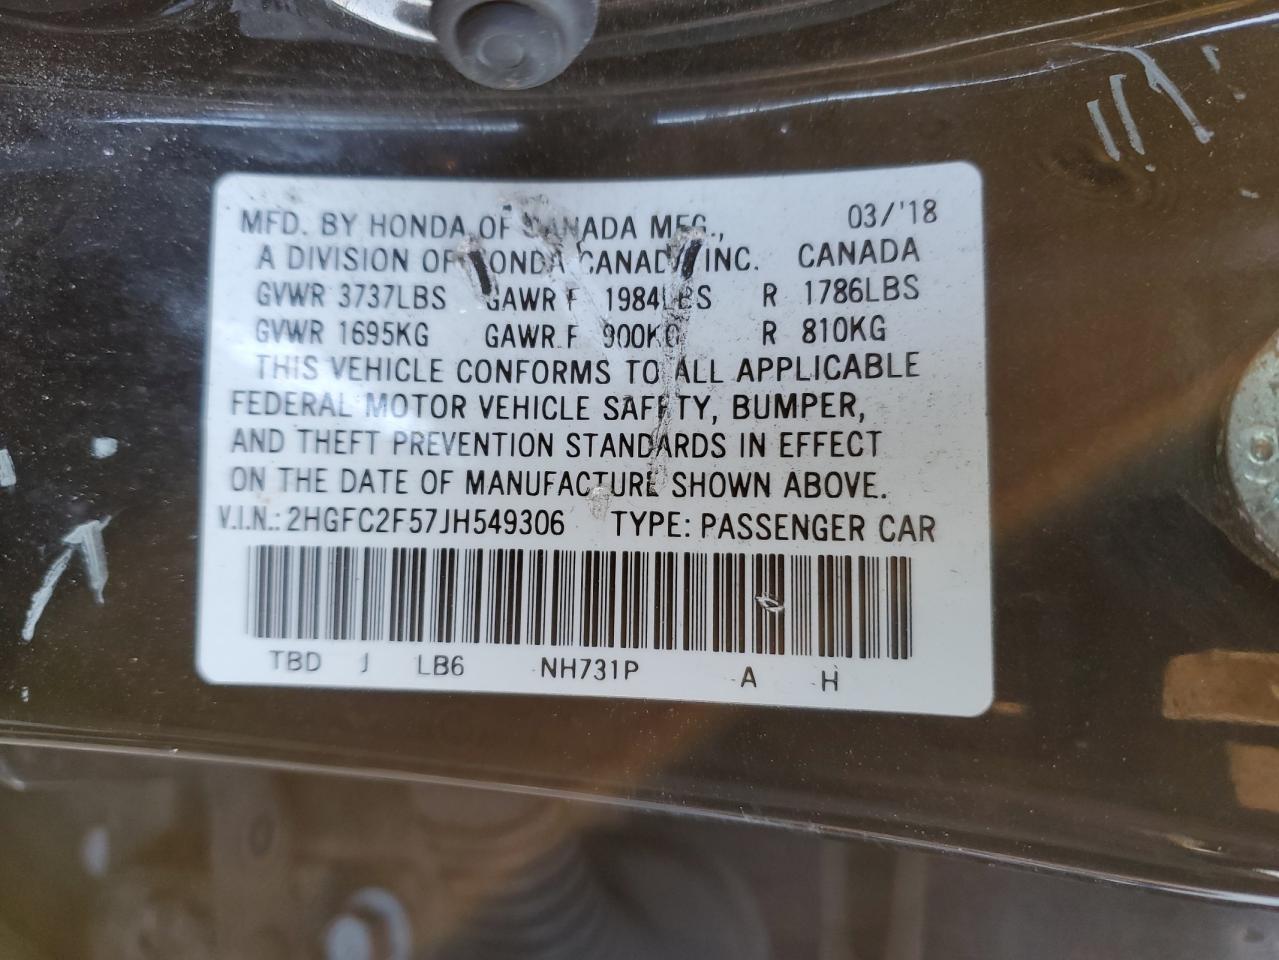 MFD. BY HONDA OF CANADA MFG., 03/'18
A DIVISION OF HONDA CANADA INC. CANADA
GVWR 3737LBS GAWR F 1984LBS R 1786LBS
GVWR 1695KG GAWR F 900KG R 810KG
THIS VEHICLE CONFORMS TO ALL APPLICABLE
FEDERAL MOTOR VEHICLE SAFETY, BUMPER,
AND THEFT PREVENTION STANDARDS IN EFFECT
ON THE DATE OF MANUFACTURE SHOWN ABOVE.
V.I.N.: 2HGFC2F57JH549306 TYPE: PASSENGER CAR
TBD J LB6 NH731P A H